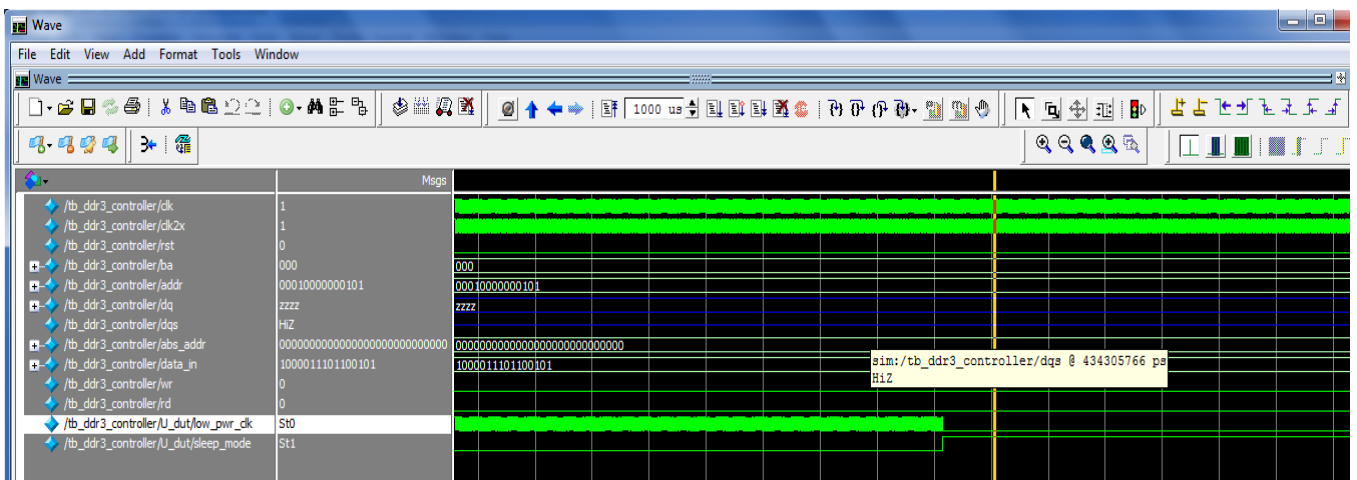 Wave
File Edit View Add Format Tools Window
Wave
1000 us
Msgs
/tb_ddr3_controller/clk 1
/tb_ddr3_controller/clk2x 1
/tb_ddr3_controller/rst 0
/tb_ddr3_controller/ba 000 000
/tb_ddr3_controller/addr 00010000000101 00010000000101
/tb_ddr3_controller/dq zzzz zzzz
/tb_ddr3_controller/dqs HiZ
/tb_ddr3_controller/abs_addr
/tb_ddr3_controller/data_in 1000011101100101 1000011101100101
sim:/tb_ddr3_controller/dqs @ 434305766 ps
HiZ
/tb_ddr3_controller/wr 0
/tb_ddr3_controller/rd 0
/tb_ddr3_controller/U_dut/low_pwr_clk St0
/tb_ddr3_controller/U_dut/sleep_mode St1